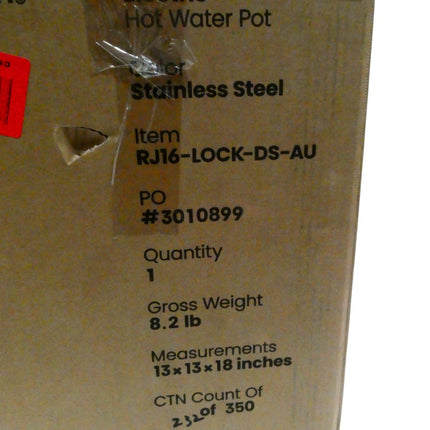 Hot Water Pot
Color
Stainless Steel
Item
RJ16-LOCK-DS-AU
PO
#3010899
Quantity
1
Gross Weight
8.2 lb
Measurements
13x13x18 inches
CTN Count Of
232 of 350